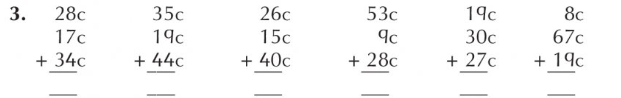 3. 28c 35c 26c 53c 19c 8c
17c 19c 15c 9c 30c 67c
+ 34c + 44c + 40c + 28c + 27c + 19c